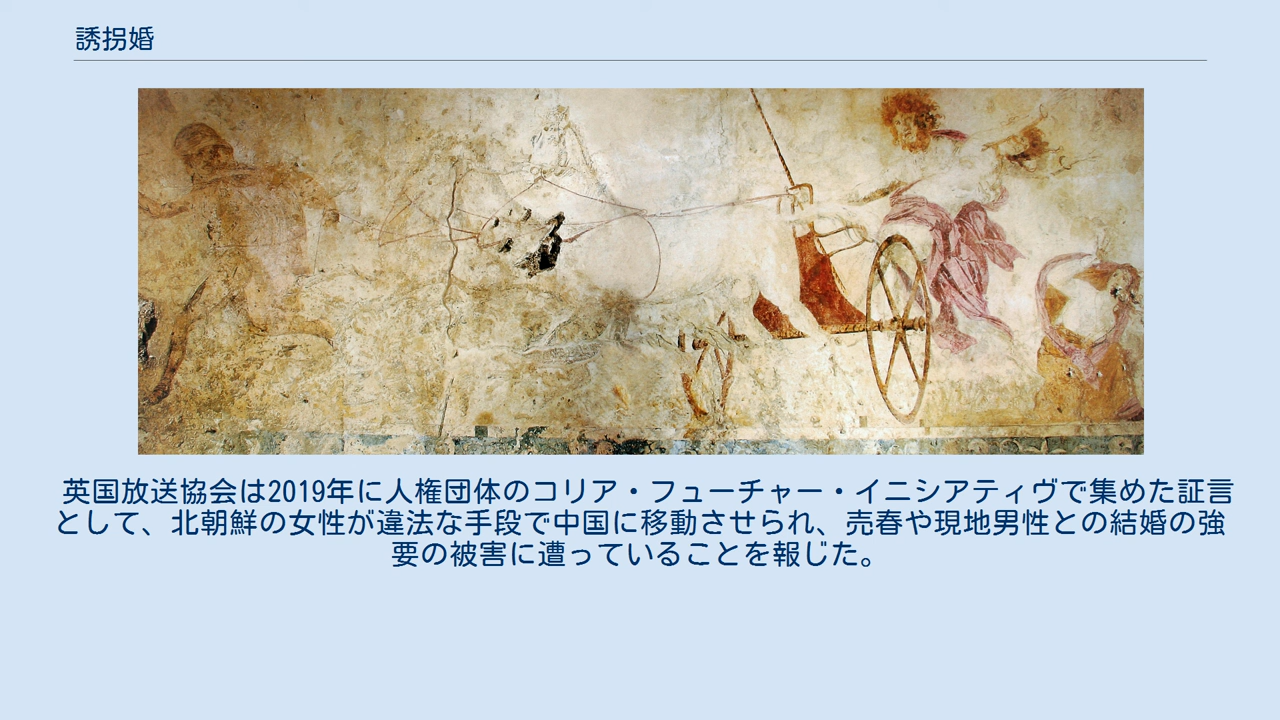 誘拐婚
英国放送協会は2019年に人権団体のコリア・フューチャー・イニシアティヴで集めた証言
として、北朝鮮の女性が違法な手段で中国に移動させられ、売春や現地男性との結婚の強
要の被害に遭っていることを報じた。